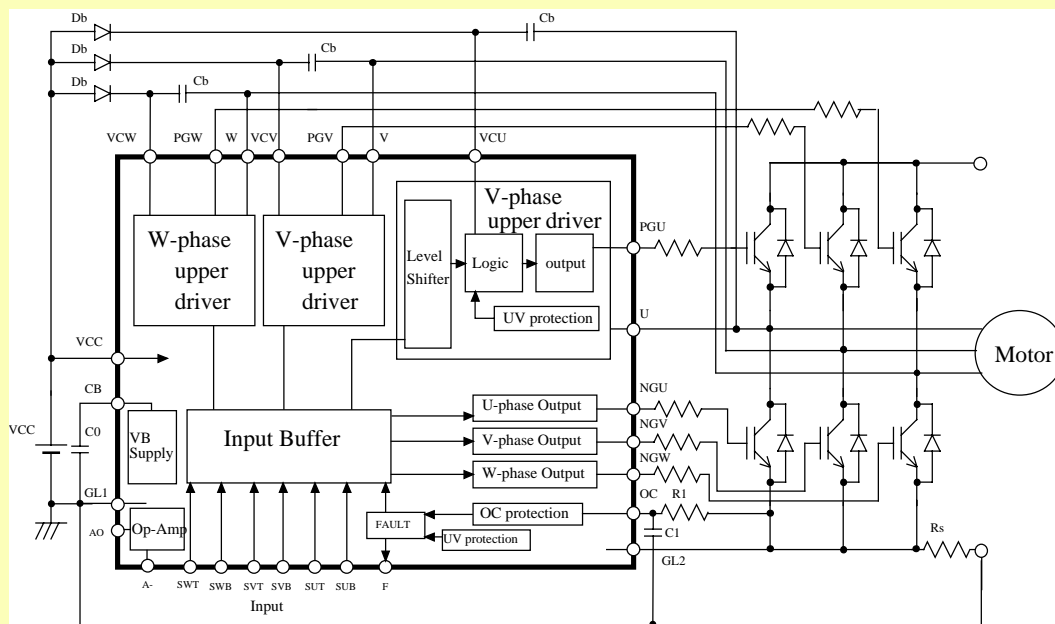 Db
Cb
Db
Cb
Db
Cb
VCW
PGW
W
VCV
PGV
V
VCU
V-phase
upper driver
W-phase
upper
driver
V-phase
upper
driver
Level
Shifter
Logic
output
UV protection
PGU
U
Motor
VCC
CB
VCC
C0
VB
Supply
Input Buffer
U-phase Output
V-phase Output
W-phase Output
NGU
NGV
NGW
GL1
AO
Op-Amp
FAULT
OC protection
UV protection
OC
R1
C1
GL2
Rs
A-
SWT
SWB
SVT
SVB
SUT
SUB
F
Input